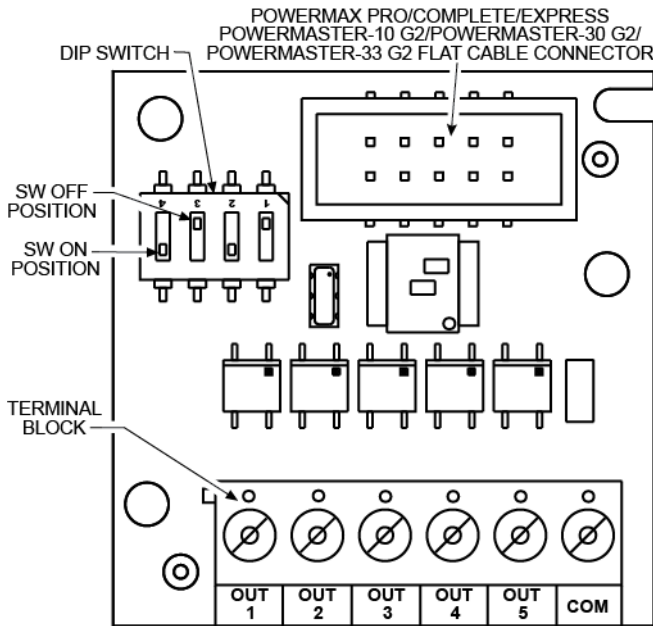 POWERMAX PRO/COMPLETE/EXPRESS
POWERMASTER-10 G2/POWERMASTER-30 G2/
POWERMASTER-33 G2 FLAT CABLE CONNECTOR
DIP SWITCH
4 3 2 1
SW OFF
POSITION
SW ON
POSITION
TERMINAL
BLOCK
OUT
1
OUT
2
OUT
3
OUT
4
OUT
5
COM